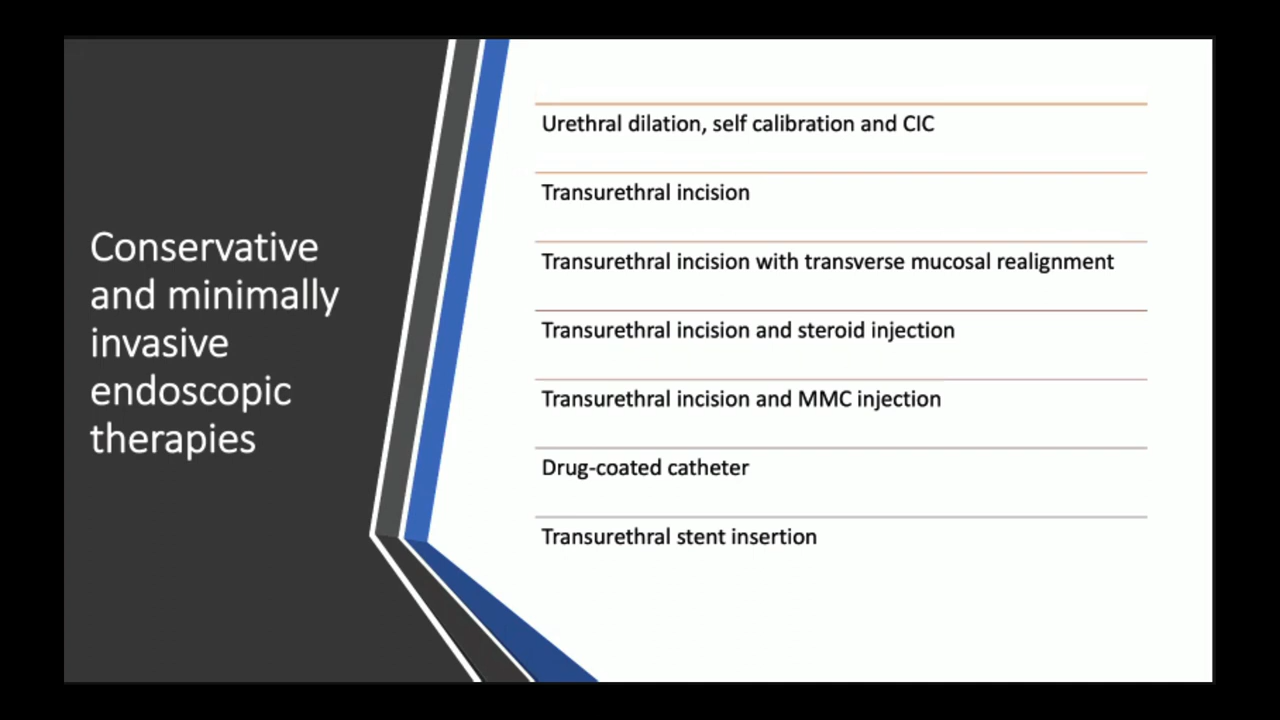 Conservative
and minimally
invasive
endoscopic
therapies
Urethral dilation, self calibration and CIC
Transurethral incision
Transurethral incision with transverse mucosal realignment
Transurethral incision and steroid injection
Transurethral incision and MMC injection
Drug-coated catheter
Transurethral stent insertion